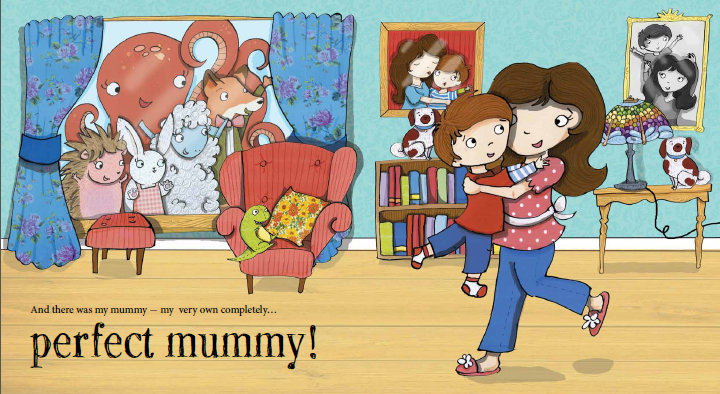 And there was my mummy – my very own completely...
perfect mummy!